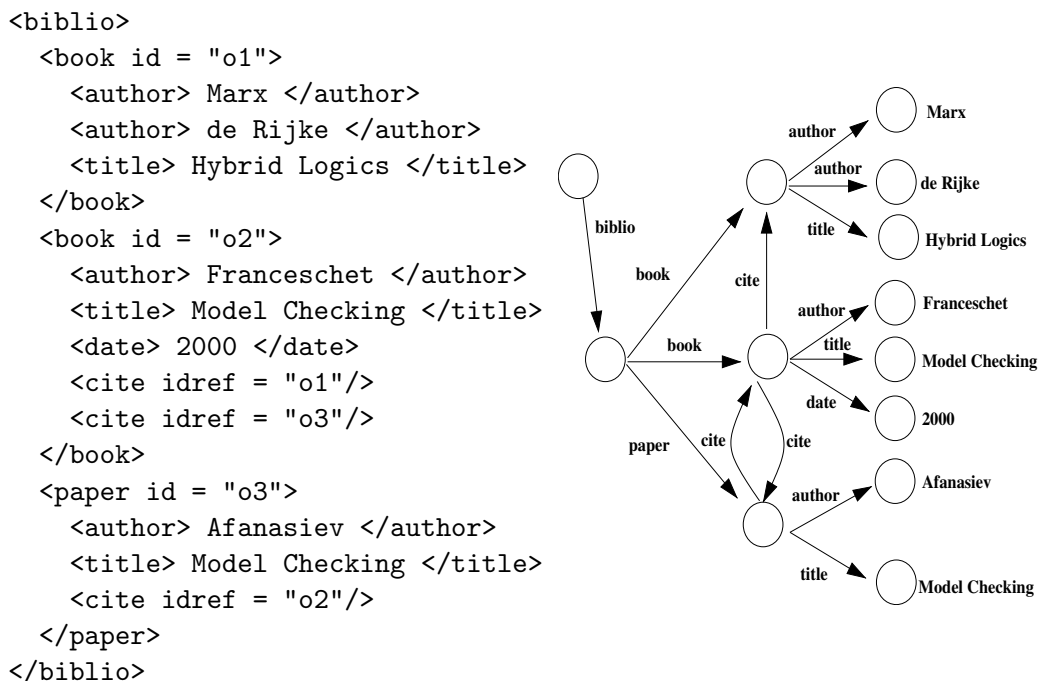 <biblio>
<book id = "o1">
<author> Marx </author>
<author> de Rijke </author>
<title> Hybrid Logics </title>
</book>
<book id = "o2">
<author> Franceschet </author>
<title> Model Checking </title>
<date> 2000 </date>
<cite idref = "o1"/>
<cite idref = "o3"/>
</book>
<paper id = "o3">
<author> Afanasiev </author>
<title> Model Checking </title>
<cite idref = "o2"/>
</paper>
</biblio>
biblio
book
book
paper
cite
cite
cite
author
Marx
author
de Rijke
title
Hybrid Logics
author
Franceschet
title
Model Checking
date
2000
author
Afanasiev
title
Model Checking